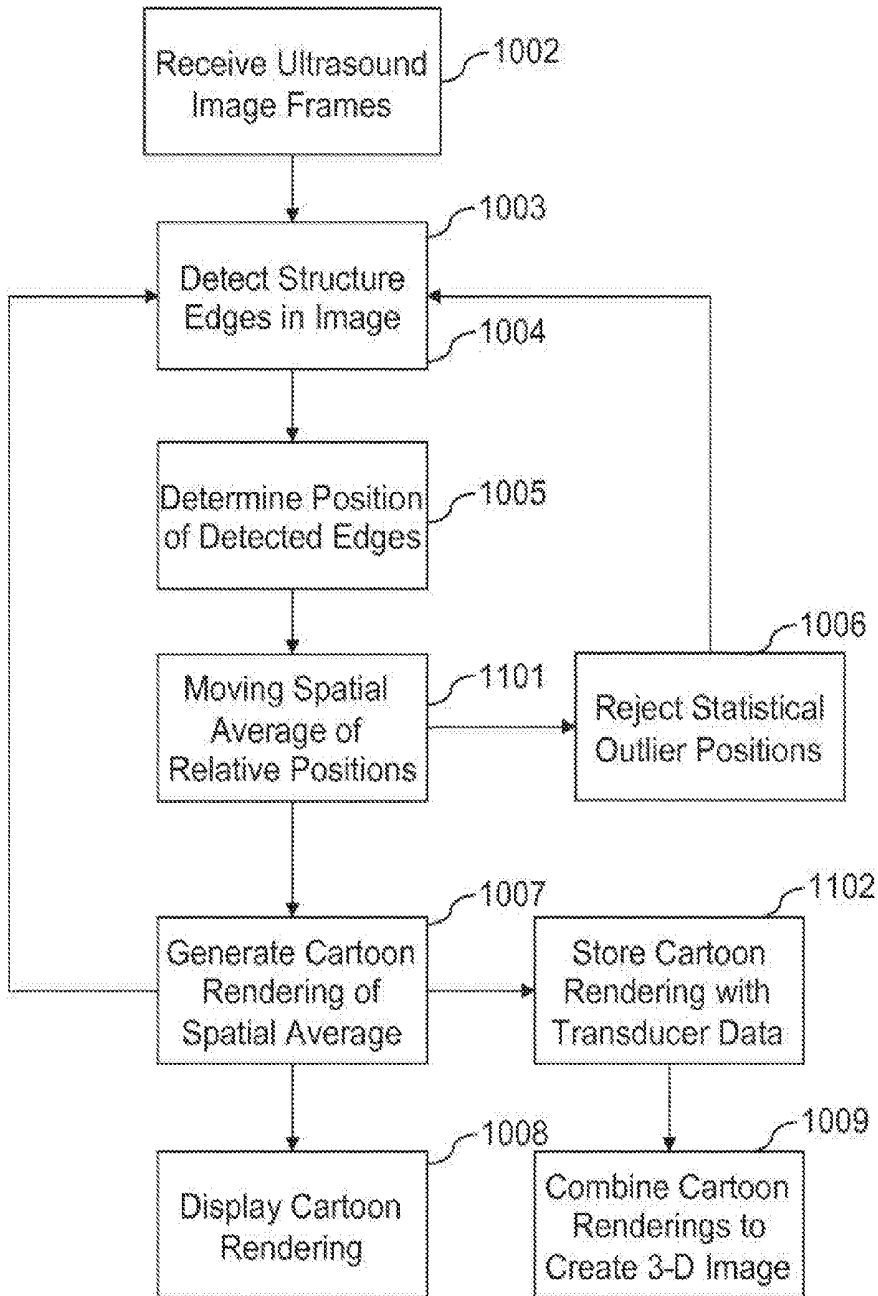 Receive Ultrasound
Image Frames
1002
Detect Structure
Edges in Image
1003
1004
Determine Position
of Detected Edges
1005
Moving Spatial
Average of
Relative Positions
1101
Reject Statistical
Outlier Positions
1006
Generate Cartoon
Rendering of
Spatial Average
1007
Store Cartoon
Rendering with
Transducer Data
1102
Display Cartoon
Rendering
1008
Combine Cartoon
Renderings to
Create 3-D Image
1009